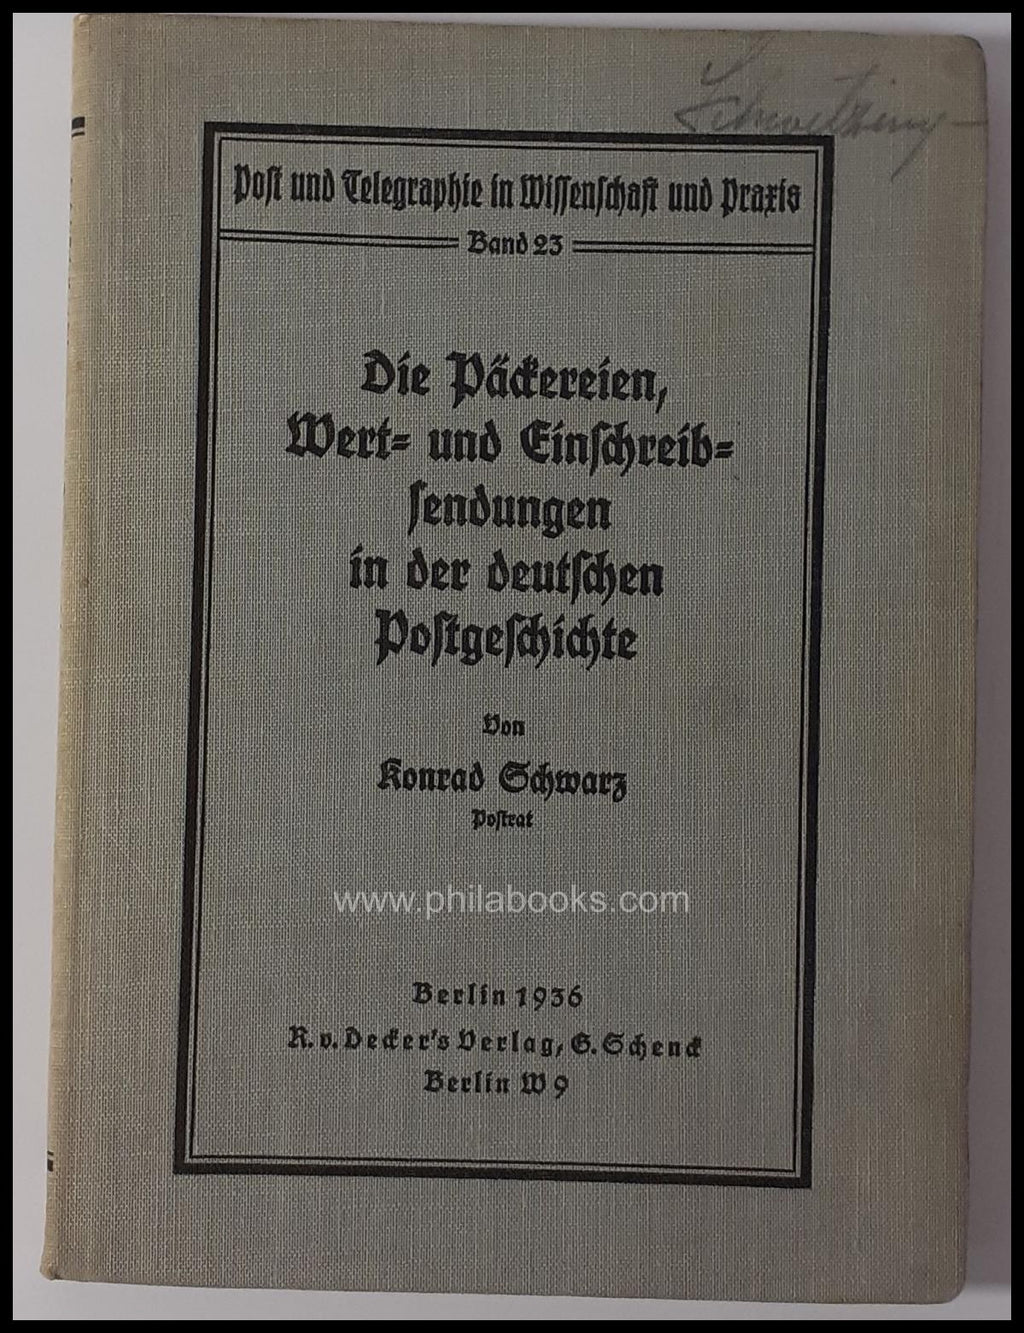 Post und Telegraphie in Wissenschaft und Praxis
Band 23
Die Päckereien,
Wert- und Einschreib-
sendungen
in der deutschen
Postgeschichte
Von
Konrad Schwarz
Postrat
www.philabooks.com
Berlin 1936
R. v. Decker's Verlag, G. Schenck
Berlin W 9